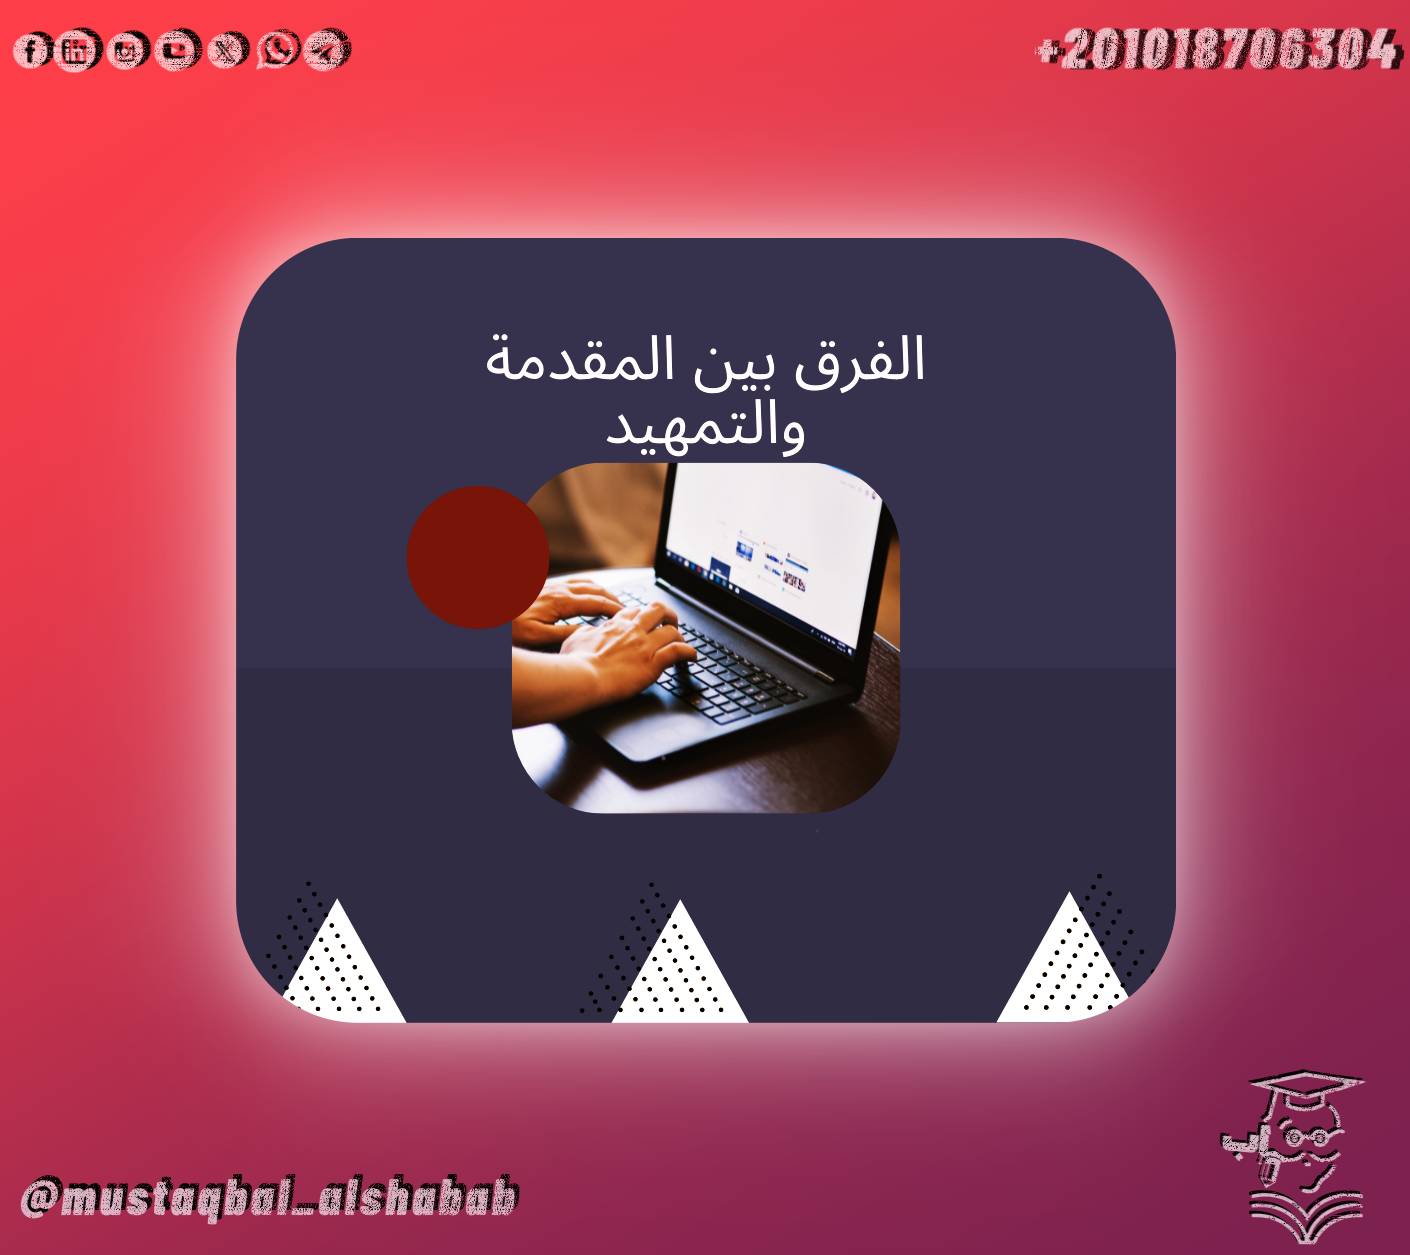 +201018706304
الفرق بين المقدمة
والتمهيد
@mustaqbal_alshabab